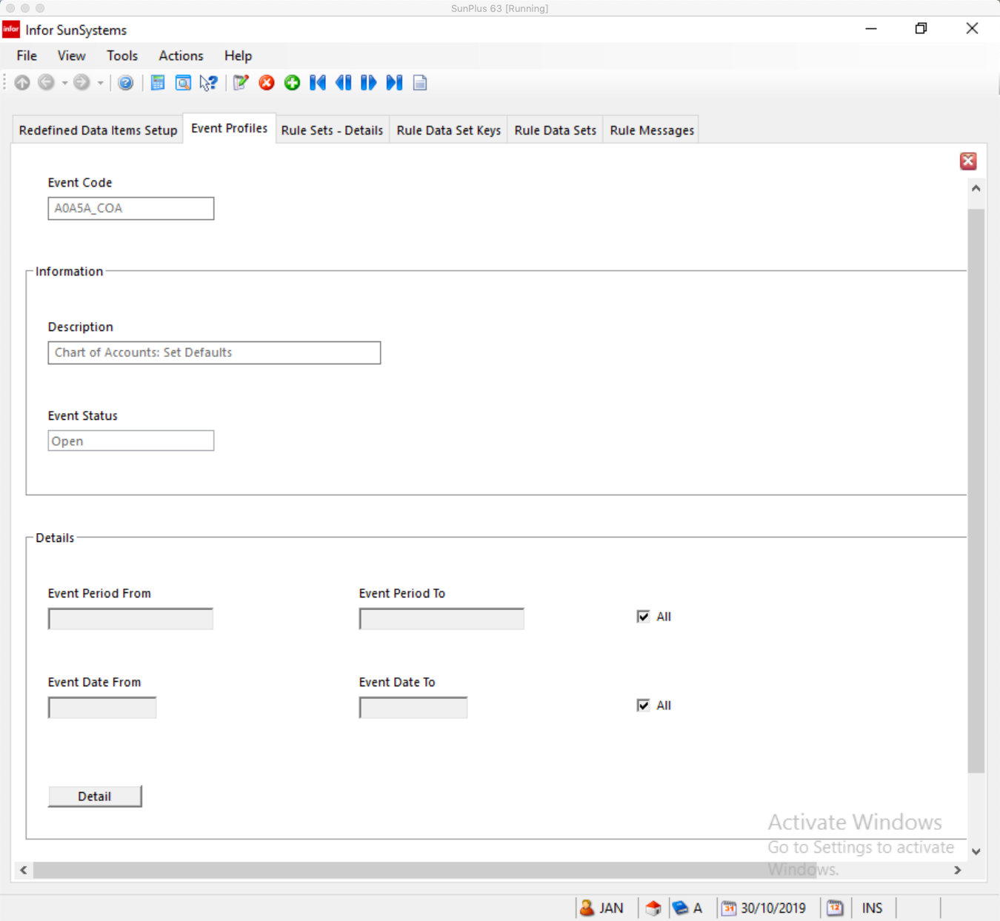 SunPlus 63 [Running]
infor Infor SunSystems
File View Tools Actions Help
Redefined Data Items Setup Event Profiles Rule Sets - Details Rule Data Set Keys Rule Data Sets Rule Messages
Event Code
A0A5A_COA
Information
Description
Chart of Accounts: Set Defaults
Event Status
Open
Details
Event Period From Event Period To
All
Event Date From Event Date To
All
Detail
Activate Windows
Go to Settings to activate
Windows.
JAN A 31 30/10/2019 12 INS